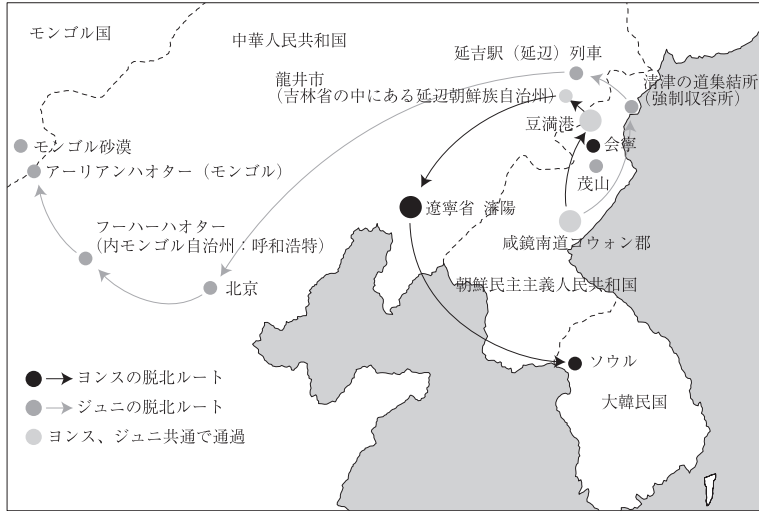 モンゴル国
中華人民共和国
延吉駅(延辺)列車
龍井市
(吉林省の中にある延辺朝鮮族自治州)
清津の道集結所
(強制収容所)
豆満港
会寧
茂山
モンゴル砂漠
アーリアンハオター(モンゴル)
遼寧省 瀋陽
フーハーハオター
(内モンゴル自治州：呼和浩特)
咸鏡南道コウォン郡
北京
朝鮮民主主義人民共和国
ソウル
大韓民国
ヨンスの脱北ルート
ジュニの脱北ルート
ヨンス、ジュニ共通で通過